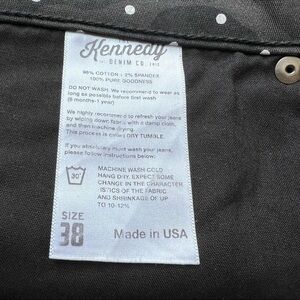 Kennedy
DENIM CO.
98% COTTON - 2% SPANDEX
100% PURE GOODNESS
DO NOT WASH. We recommend to wear as
long as possible before first wash
(6 months-1 year)
We highly recommend to refresh your jeans
by wiping down fabric with a damp cloth,
and then machine drying.
This process is called DRY TUMBLE.
If you absolutely must wash your jeans,
please follow instructions below:
30°
MACHINE WASH COLD
HANG DRY. EXPECT SOME
CHANGE IN THE CHARACTER
ISTICS OF THE FABRIC
AND SHRINKAGE OF UP
TO 10-12%
SIZE
38
Made in USA